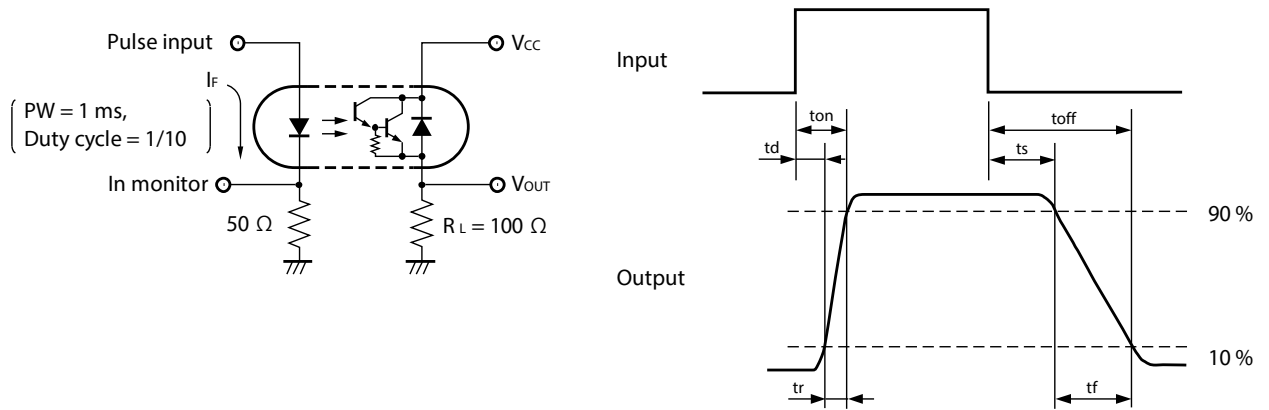 Pulse input
VCC
IF
PW = 1 ms,
Duty cycle = 1/10
In monitor
VOUT
50 Ω
RL = 100 Ω
Input
ton
toff
td
ts
90 %
Output
10 %
tr
tf